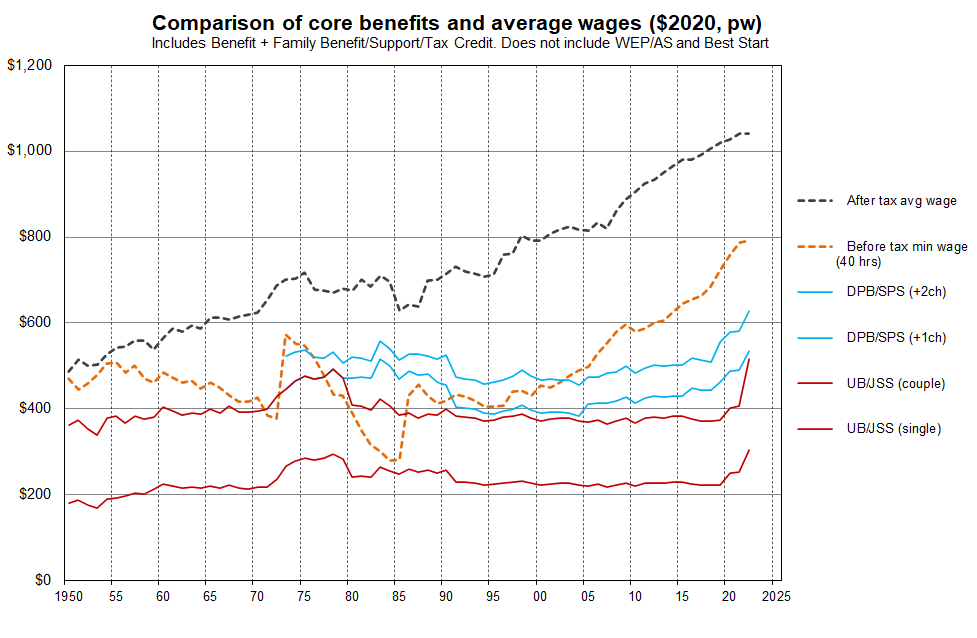 Comparison of core benefits and average wages ($2020, pw)
Includes Benefit + Family Benefit/Support/Tax Credit. Does not include WEP/AS and Best Start
$1,200
$1,000
$800
$600
$400
$200
$0
1950 55 60 65 70 75 80 85 90 95 00 05 10 15 20 2025
After tax avg wage
Before tax min wage
(40 hrs)
DPB/SPS (+2ch)
DPB/SPS (+1ch)
UB/JSS (couple)
UB/JSS (single)